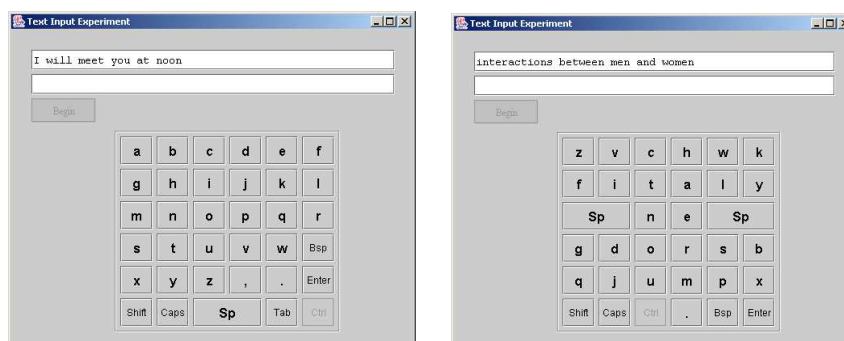 Text Input Experiment
I will meet you at noon
Begin
a b c d e f
g h i j k l
m n o p q r
s t u v w Bsp
x y z , . Enter
Shift Caps Sp Tab Ctrl
Text Input Experiment
interactions between men and women
Begin
z v c h w k
f i t a l y
Sp n e Sp
g d o r s b
q j u m p x
Shift Caps Ctrl . Bsp Enter